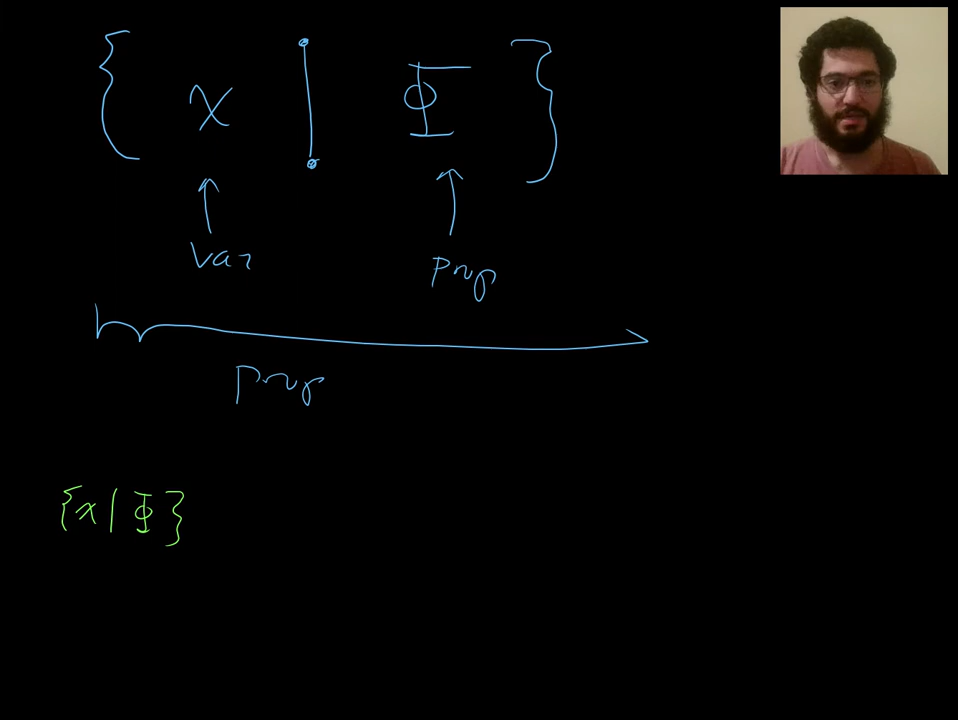 { x | Φ }
var prop
prop
{x | Φ}